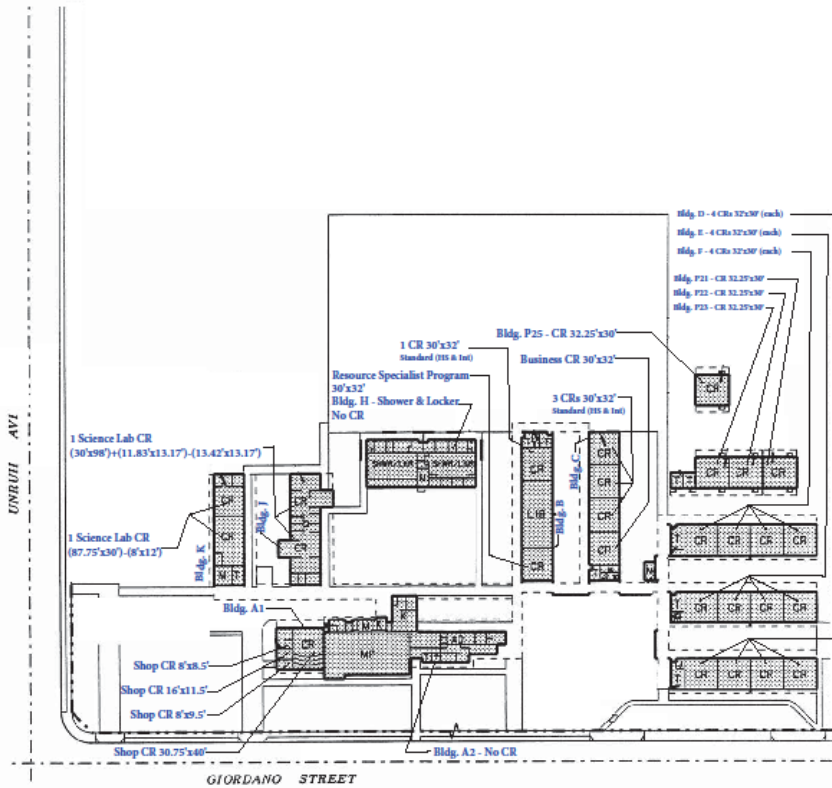 Bldg. D - 4 CRs 32'x30' (each)
Bldg. E - 4 CRs 32'x30' (each)
Bldg. F - 4 CRs 32'x30' (each)
Bldg. P21 - CR 32.25'x30'
Bldg. P22 - CR 32.25'x30'
Bldg. P23 - CR 32.25'x30'
Bldg. P25 - CR 32.25'x30'
1 CR 30'x32'
Standard (HS & Int)
Business CR 30'x32'
Resource Specialist Program
30'x32'
Bldg. H - Shower & Locker
No CR
3 CRs 30'x32'
Standard (HS & Int)
CR
1 Science Lab CR
(30'x98')+(11.83'x13.17')-(13.42'x13.17')
UNRUH AVE
SHWR/LKR
SHWR/LKR
CR
LIB
CR
CR
CR
CR
CR
CR CR CR
Bldg. C
Bldg. B
Bldg. J
Bldg. K
CR
CR
CR
CR
1 Science Lab CR
(87.75'x30')-(8'x12')
CR CR CR CR
CR CR CR CR
CR CR CR CR
Bldg. A1
CR
MP
A2
K
Shop CR 8'x8.5'
Shop CR 16'x11.5'
Shop CR 8'x9.5'
Shop CR 30.75'x40'
Bldg. A2 - No CR
GIORDANO STREET